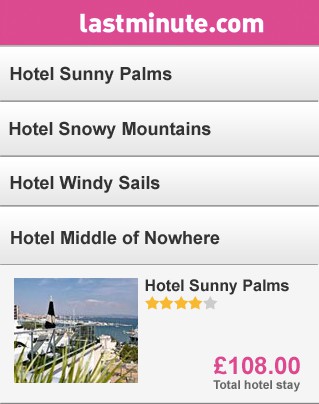 lastminute.com
Hotel Sunny Palms
Hotel Snowy Mountains
Hotel Windy Sails
Hotel Middle of Nowhere
Hotel Sunny Palms
£108.00
Total hotel stay